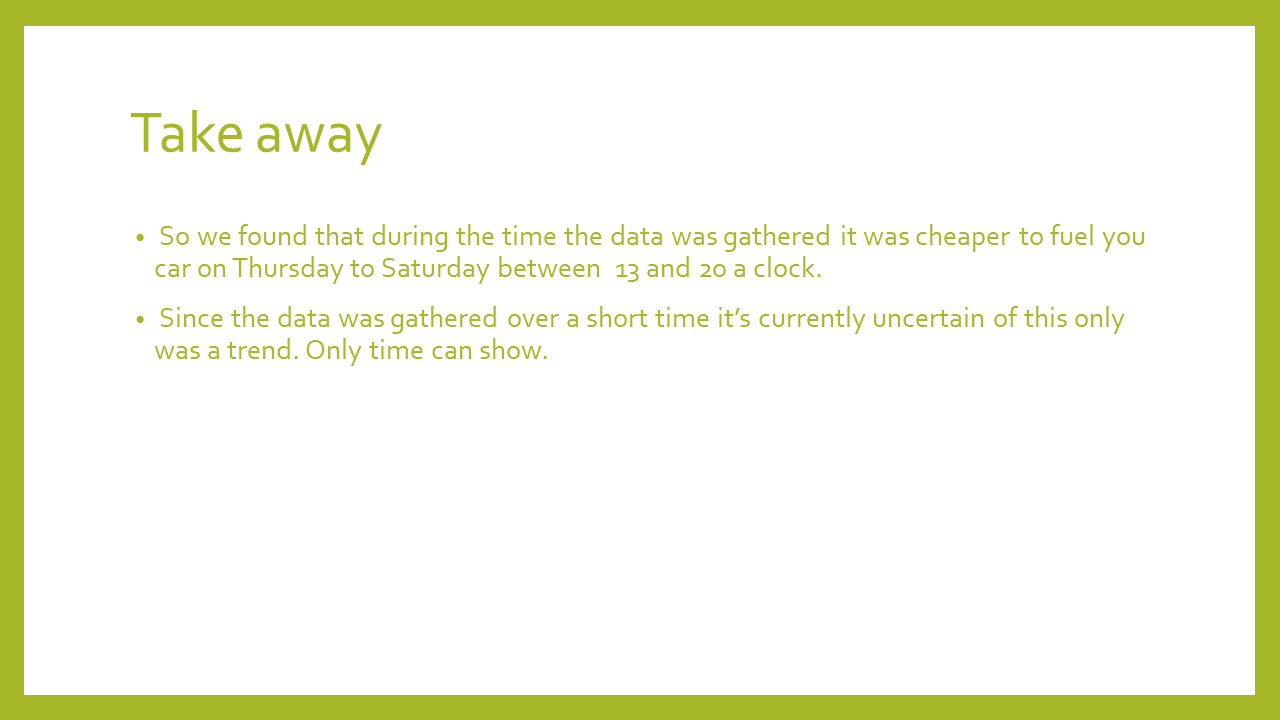 Take away
• So we found that during the time the data was gathered it was cheaper to fuel you
car on Thursday to Saturday between 13 and 20 a clock.
• Since the data was gathered over a short time it’s currently uncertain of this only
was a trend. Only time can show.